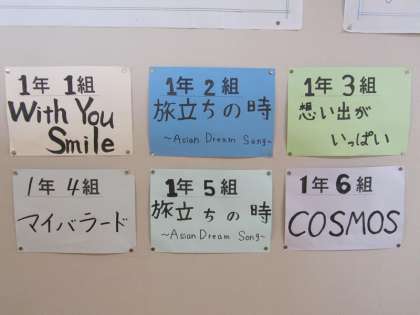 1年 1組
With You
Smile
1年 2組
旅立ちの時
～Asian Dream Song～
1年 3組
想い出が
いっぱい
1年 4組
マイバラード
1年 5組
旅立ちの時
～Asian Dream Song～
1年 6組
COSMOS